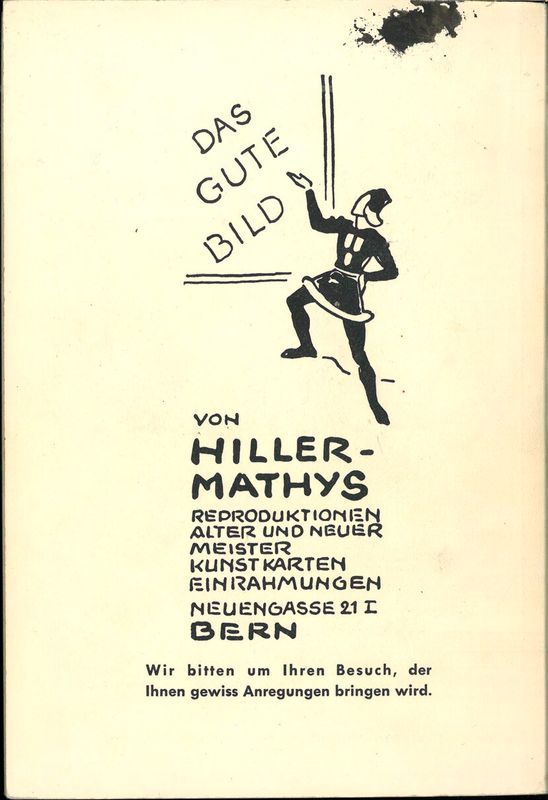 DAS
GUTE
BILD
VON
HILLER-
MATHYS
REPRODUKTIONEN
ALTER UND NEUER
MEISTER
KUNSTKARTEN
EINRAHMUNGEN
NEUENGASSE 21 I
BERN
Wir bitten um Ihren Besuch, der
Ihnen gewiss Anregungen bringen wird.